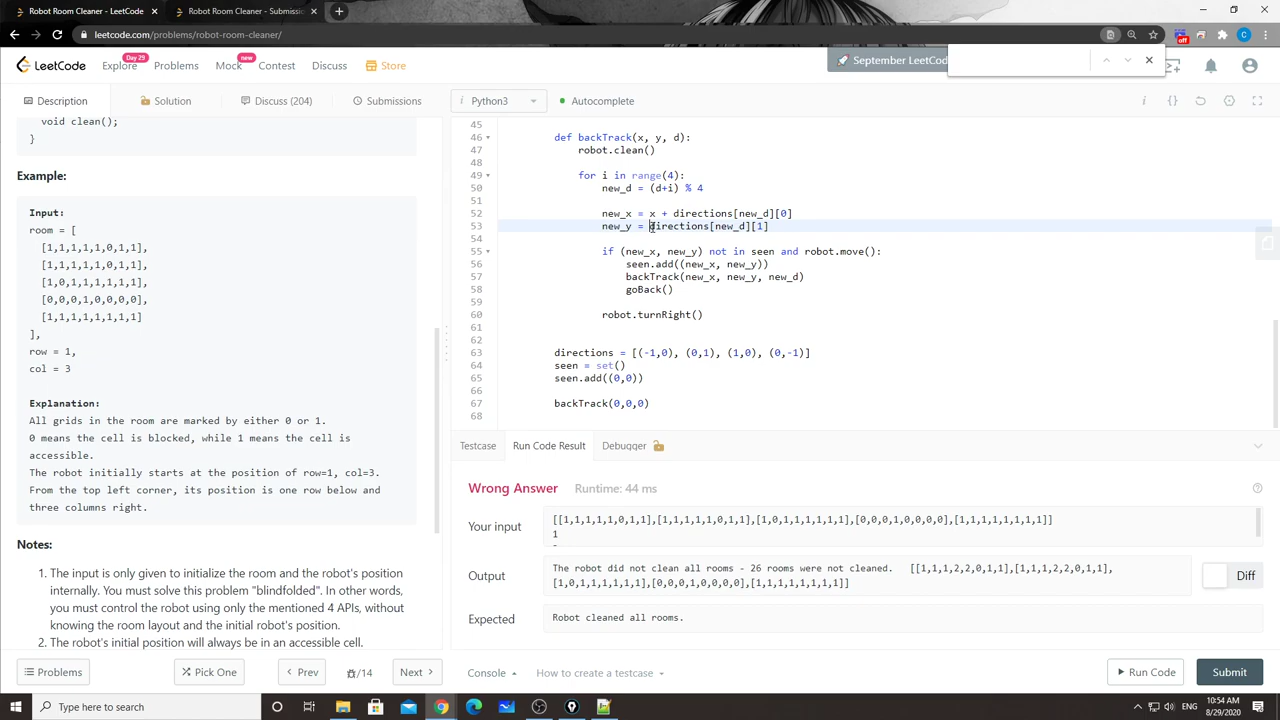 Robot Room Cleaner - LeetCode
Robot Room Cleaner - Submissio
leetcode.com/problems/robot-room-cleaner/
off
C
LeetCode
Explore
Day 29
Problems
Mock
new
Contest
Discuss
Store
September LeetCo
Description
Solution
Discuss (204)
Submissions
i Python3
Autocomplete
void clean();
}
Example:
Input:
room = [
[1,1,1,1,1,0,1,1],
[1,1,1,1,1,0,1,1],
[1,0,1,1,1,1,1,1],
[0,0,0,1,0,0,0,0],
[1,1,1,1,1,1,1,1]
],
row = 1,
col = 3
Explanation:
All grids in the room are marked by either 0 or 1.
0 means the cell is blocked, while 1 means the cell is
accessible.
The robot initially starts at the position of row=1, col=3.
From the top left corner, its position is one row below and
three columns right.
Notes:
1. The input is only given to initialize the room and the robot's position
internally. You must solve this problem "blindfolded". In other words,
you must control the robot using only the mentioned 4 APIs, without
knowing the room layout and the initial robot's position.
2. The robot's initial position will always be in an accessible cell.
45
46 def backTrack(x, y, d):
47 robot.clean()
48
49 for i in range(4):
50 new_d = (d+i) % 4
51
52 new_x = x + directions[new_d][0]
53 new_y = directions[new_d][1]
54
55 if (new_x, new_y) not in seen and robot.move():
56 seen.add((new_x, new_y))
57 backTrack(new_x, new_y, new_d)
58 goBack()
59
60 robot.turnRight()
61
62
63 directions = [(-1,0), (0,1), (1,0), (0,-1)]
64 seen = set()
65 seen.add((0,0))
66
67 backTrack(0,0,0)
68
Testcase
Run Code Result
Debugger
Wrong Answer
Runtime: 44 ms
Your input
[[1,1,1,1,1,0,1,1],[1,1,1,1,1,0,1,1],[1,0,1,1,1,1,1,1],[0,0,0,1,0,0,0,0],[1,1,1,1,1,1,1,1]]
1
Output
The robot did not clean all rooms - 26 rooms were not cleaned. [[1,1,1,2,2,0,1,1],[1,1,1,2,2,0,1,1],
[1,0,1,1,1,1,1,1],[0,0,0,1,0,0,0,0],[1,1,1,1,1,1,1,1]]
Diff
Expected
Robot cleaned all rooms.
Problems
Pick One
Prev
/14
Next
Console
How to create a testcase
Run Code
Submit
Type here to search
ENG
10:54 AM
8/29/2020